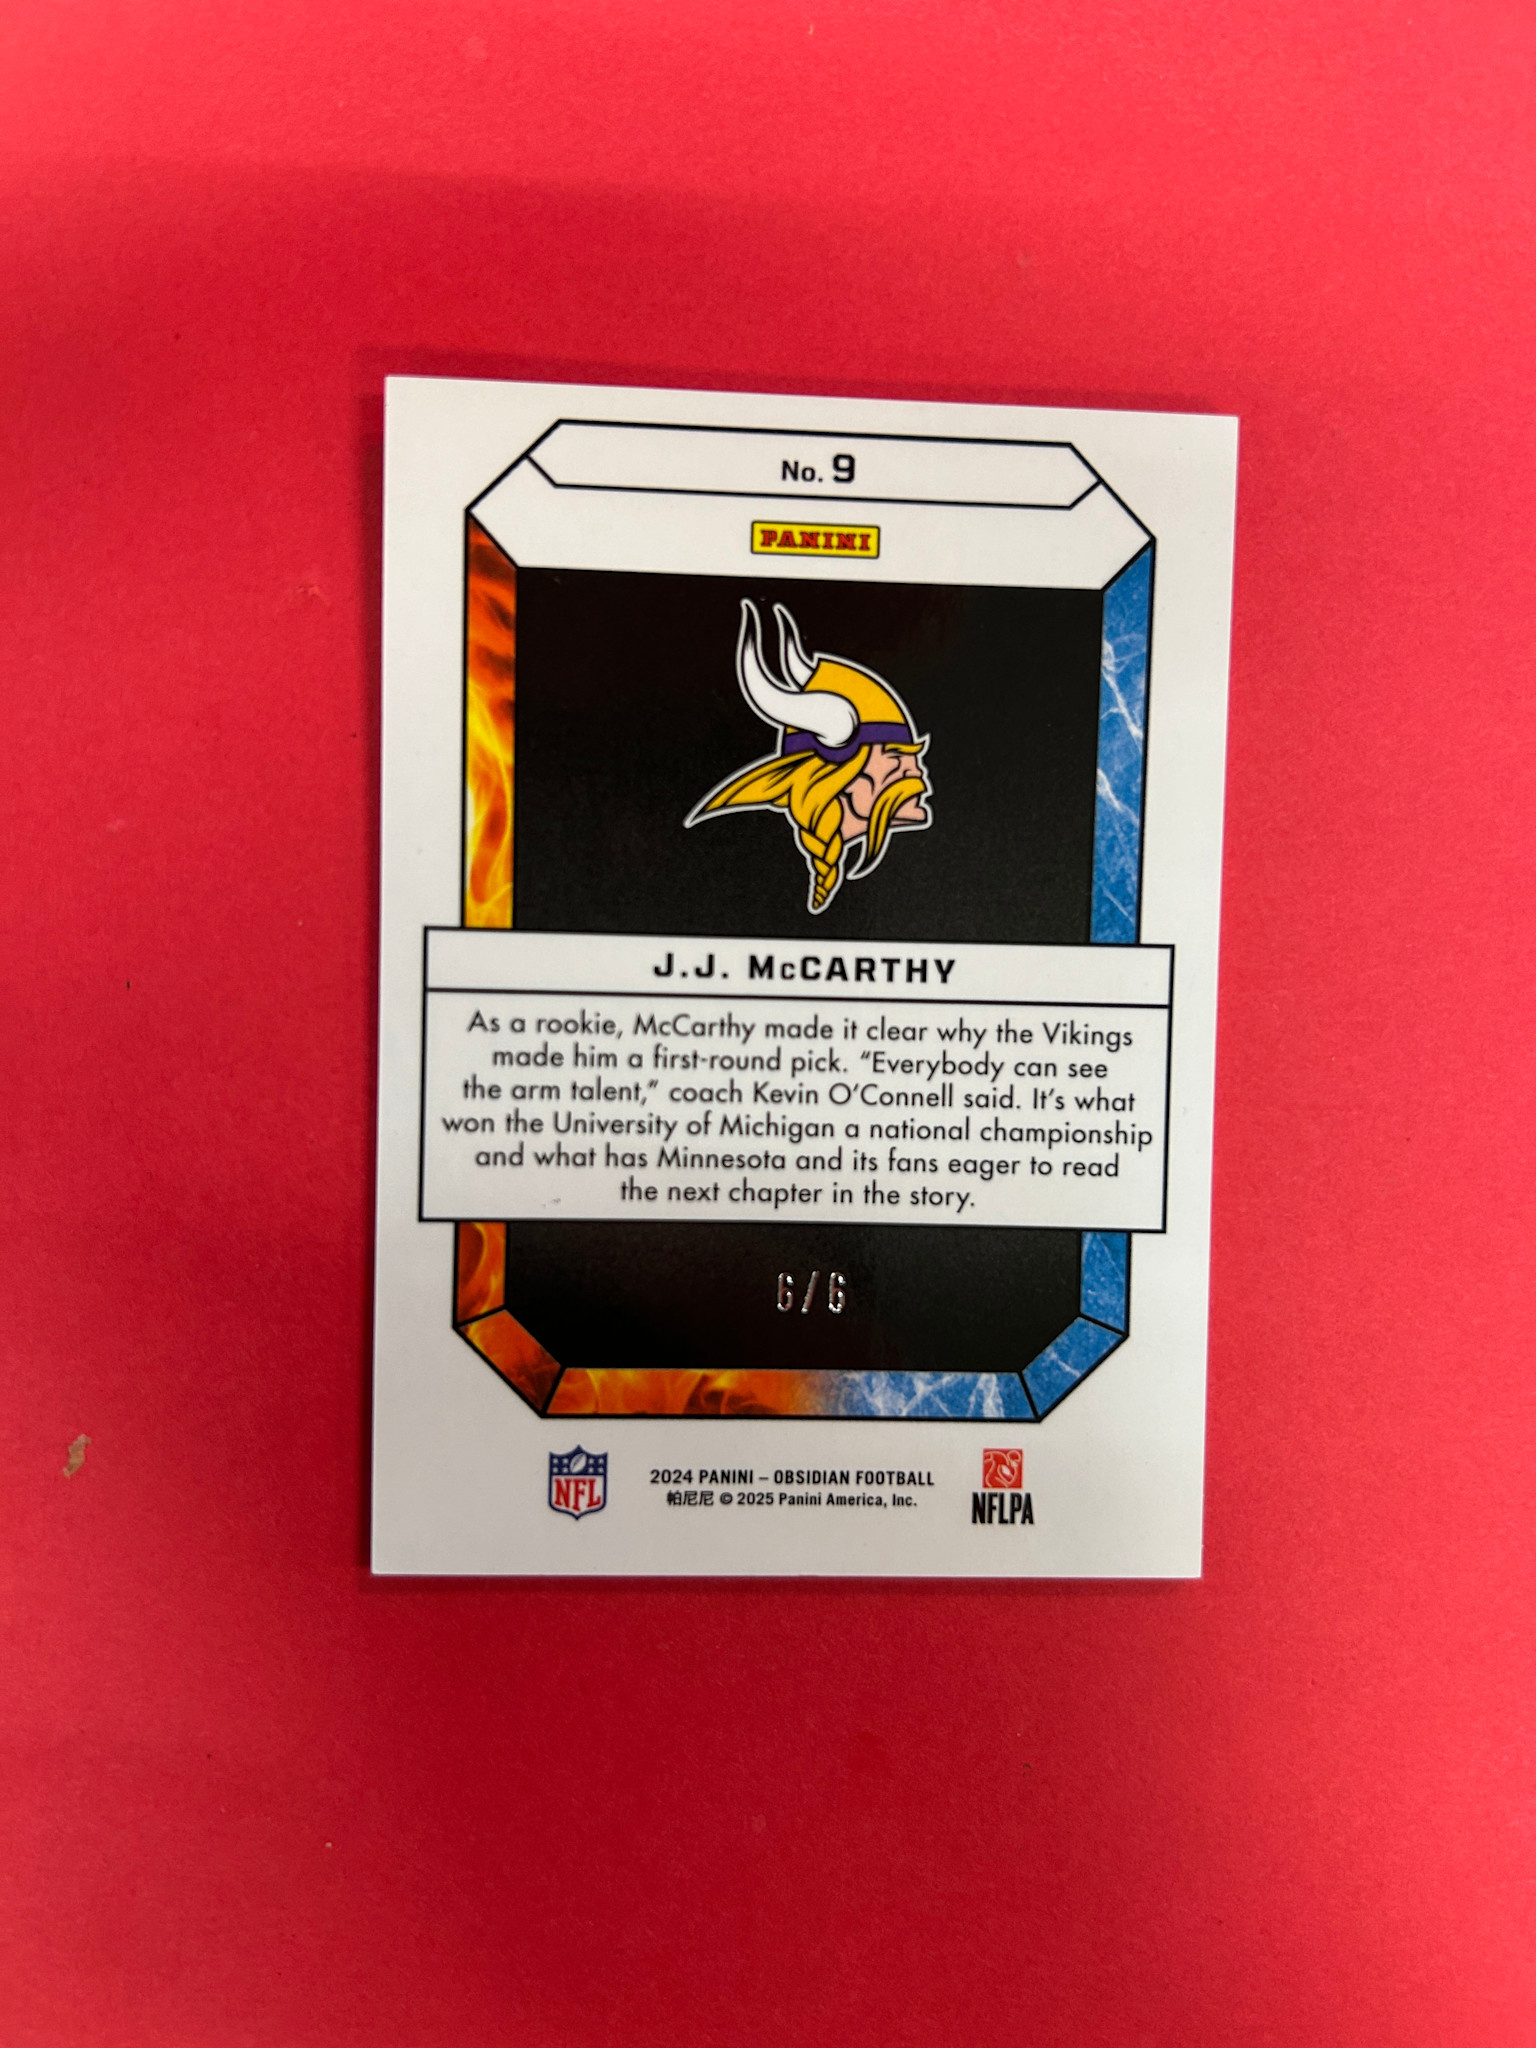 No. 9
PANINI
J.J. McCARTHY
As a rookie, McCarthy made it clear why the Vikings
made him a first-round pick. “Everybody can see
the arm talent,” coach Kevin O’Connell said. It’s what
won the University of Michigan a national championship
and what has Minnesota and its fans eager to read
the next chapter in the story.
6/6
NFL
2024 PANINI – OBSIDIAN FOOTBALL
帕尼尼 © 2025 Panini America, Inc.
NFLPA